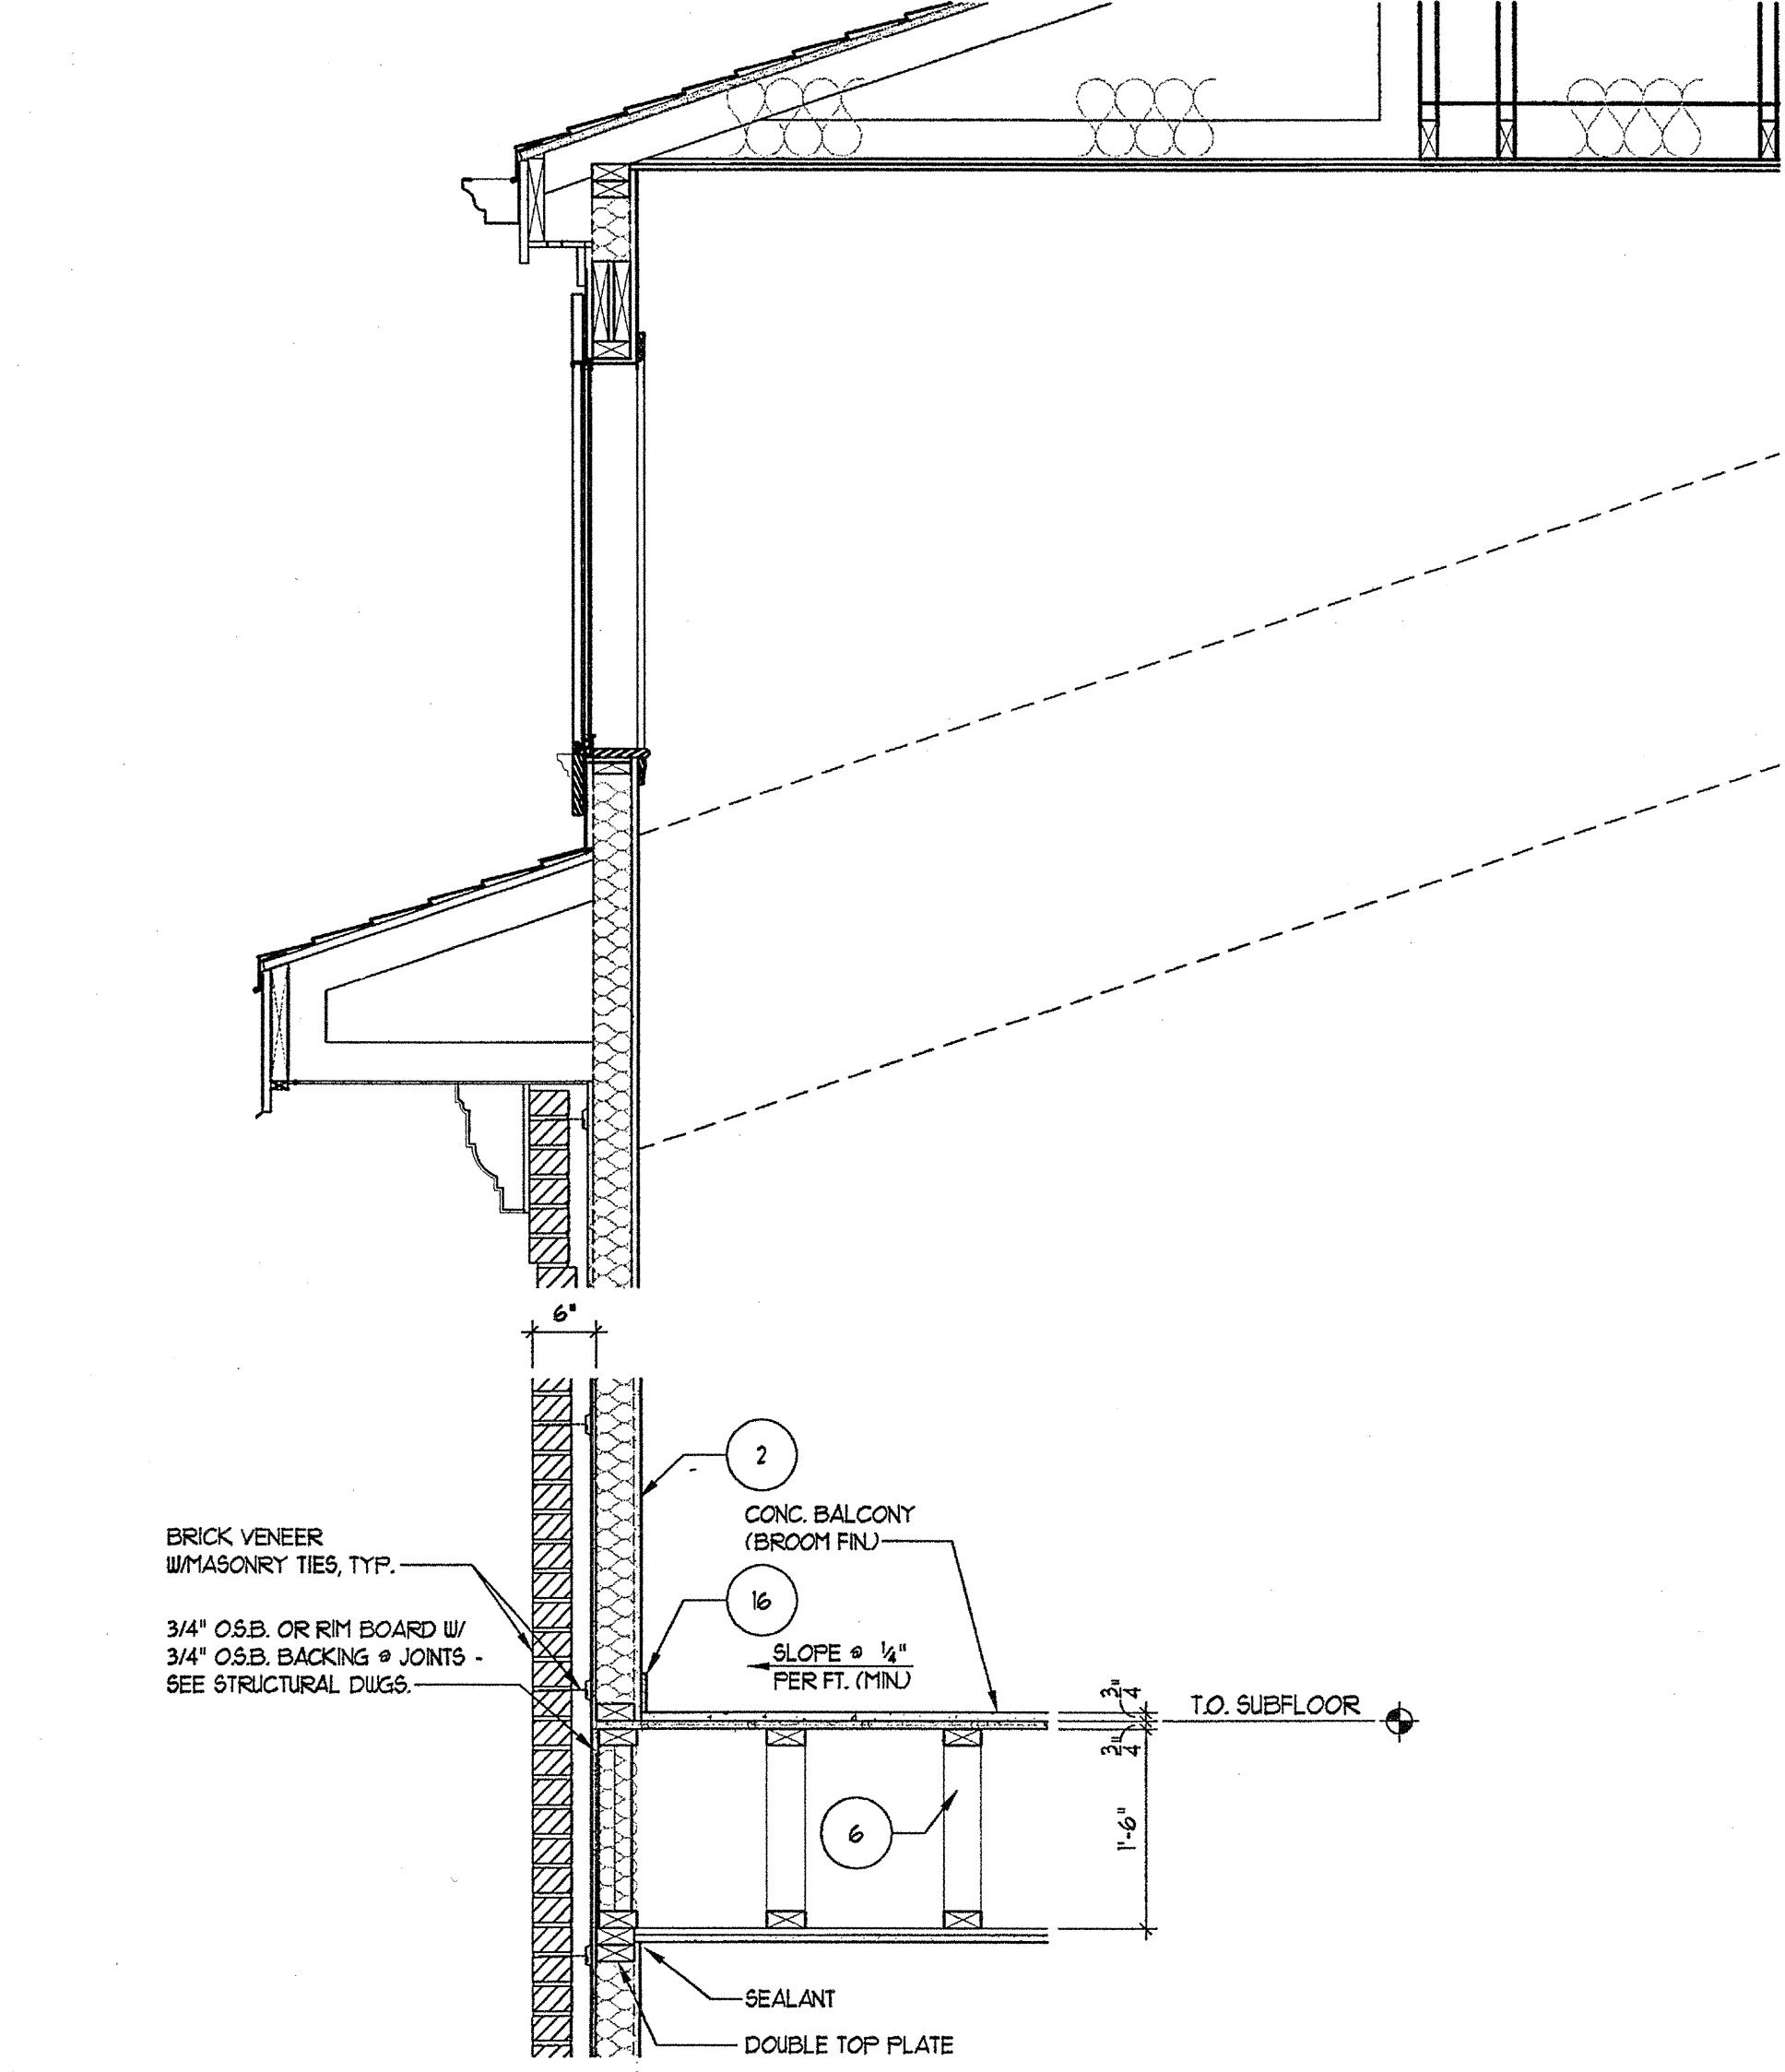 6"
2
CONC. BALCONY
(BROOM FIN.)
BRICK VENEER
W/MASONRY TIES, TYP.
16
3/4" O.S.B. OR RIM BOARD W/
3/4" O.S.B. BACKING @ JOINTS -
SEE STRUCTURAL DWGS.
SLOPE @ 1/4"
PER FT. (MIN.)
3/4"
T.O. SUBFLOOR
3/4"
1'-6"
6
SEALANT
DOUBLE TOP PLATE